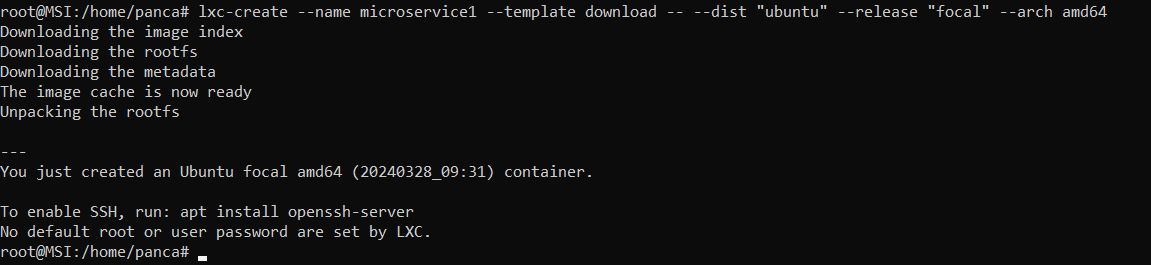 root@MSI:/home/panca# lxc-create --name microservice1 --template download -- --dist "ubuntu" --release "focal" --arch amd64
Downloading the image index
Downloading the rootfs
Downloading the metadata
The image cache is now ready
Unpacking the rootfs

---
You just created an Ubuntu focal amd64 (20240328_09:31) container.

To enable SSH, run: apt install openssh-server
No default root or user password are set by LXC.
root@MSI:/home/panca#